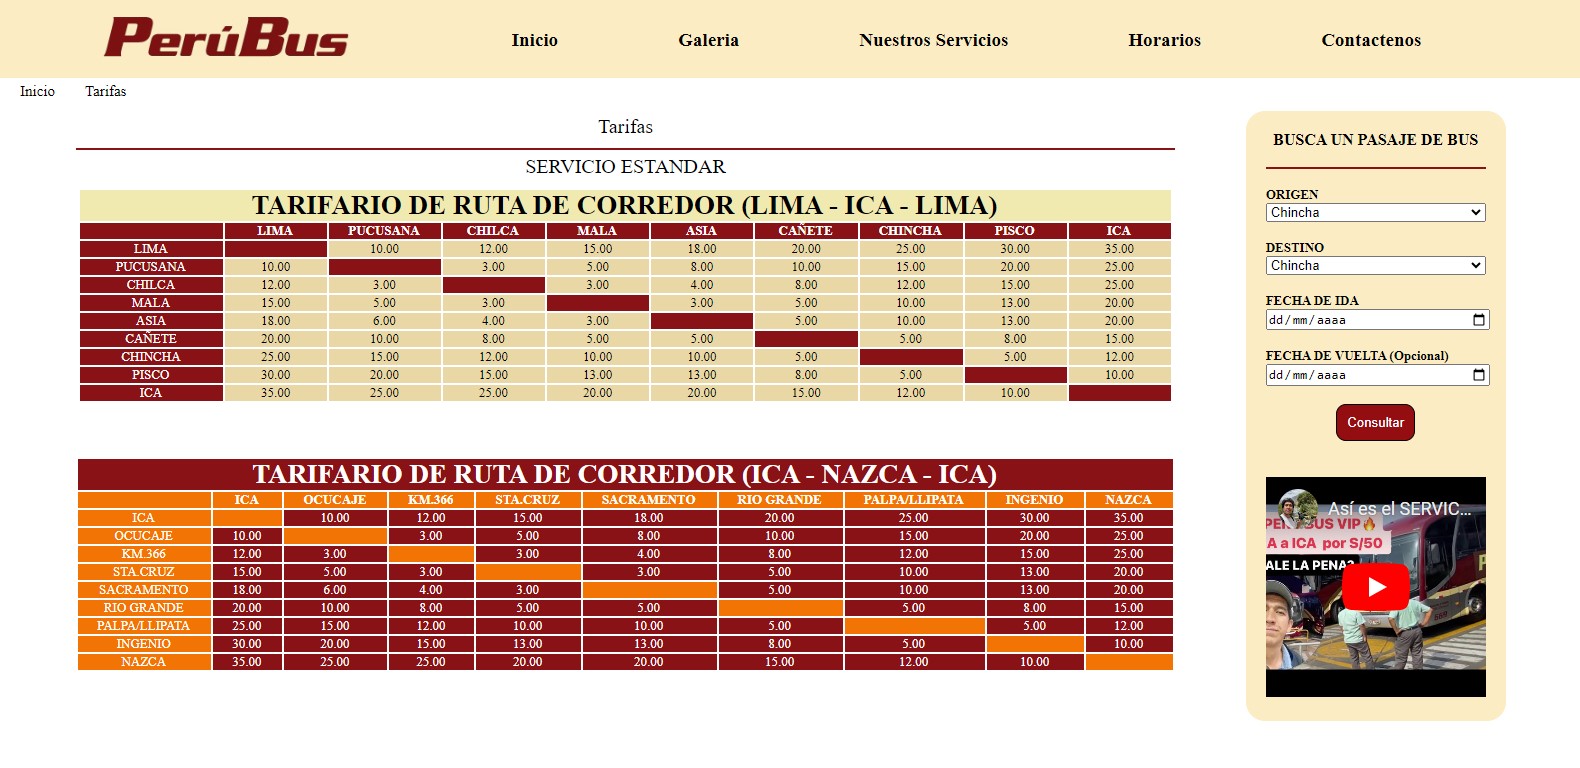 PerúBus
Inicio Galeria Nuestros Servicios Horarios Contactenos
Inicio Tarifas
Tarifas
SERVICIO ESTANDAR
TARIFARIO DE RUTA DE CORREDOR (LIMA - ICA - LIMA)
LIMA PUCUSANA CHILCA MALA ASIA CAÑETE CHINCHA PISCO ICA
LIMA 10.00 12.00 15.00 18.00 20.00 25.00 30.00 35.00
PUCUSANA 10.00 3.00 5.00 8.00 10.00 15.00 20.00 25.00
CHILCA 12.00 3.00 3.00 4.00 8.00 12.00 15.00 25.00
MALA 15.00 5.00 3.00 3.00 5.00 10.00 13.00 20.00
ASIA 18.00 6.00 4.00 3.00 5.00 10.00 13.00 20.00
CAÑETE 20.00 10.00 8.00 5.00 5.00 5.00 8.00 15.00
CHINCHA 25.00 15.00 12.00 10.00 10.00 5.00 5.00 12.00
PISCO 30.00 20.00 15.00 13.00 13.00 8.00 5.00 10.00
ICA 35.00 25.00 25.00 20.00 20.00 15.00 12.00 10.00
TARIFARIO DE RUTA DE CORREDOR (ICA - NAZCA - ICA)
ICA OCUCAJE KM.366 STA.CRUZ SACRAMENTO RIO GRANDE PALPA/LLIPATA INGENIO NAZCA
ICA 10.00 12.00 15.00 18.00 20.00 25.00 30.00 35.00
OCUCAJE 10.00 3.00 5.00 8.00 10.00 15.00 20.00 25.00
KM.366 12.00 3.00 3.00 4.00 8.00 12.00 15.00 25.00
STA.CRUZ 15.00 5.00 3.00 3.00 5.00 10.00 13.00 20.00
SACRAMENTO 18.00 6.00 4.00 3.00 5.00 10.00 13.00 20.00
RIO GRANDE 20.00 10.00 8.00 5.00 5.00 5.00 8.00 15.00
PALPA/LLIPATA 25.00 15.00 12.00 10.00 10.00 5.00 5.00 12.00
INGENIO 30.00 20.00 15.00 13.00 13.00 8.00 5.00 10.00
NAZCA 35.00 25.00 25.00 20.00 20.00 15.00 12.00 10.00
BUSCA UN PASAJE DE BUS
ORIGEN
Chincha
DESTINO
Chincha
FECHA DE IDA
dd/mm/aaaa
FECHA DE VUELTA (Opcional)
dd/mm/aaaa
Consultar
Así es el SERVIC...
BUS VIP
A a ICA por S/50
ALE LA PENA?